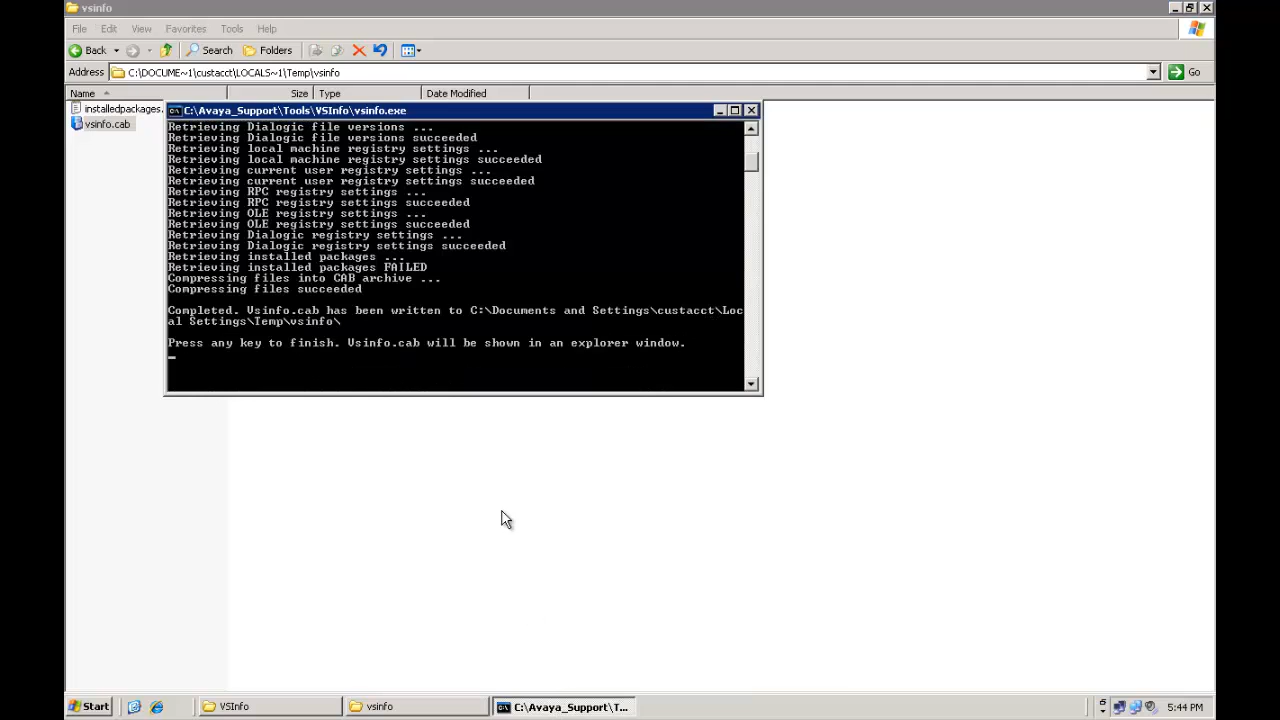 vsinfo
File Edit View Favorites Tools Help
Back Search Folders
Address C:\DOCUME~1\custacct\LOCALS~1\Temp\vsinfo Go
Name Size Type Date Modified
installedpackages.
vsinfo.cab
C:\Avaya_Support\Tools\VSInfo\vsinfo.exe
Retrieving Dialogic file versions ...
Retrieving Dialogic file versions succeeded
Retrieving local machine registry settings ...
Retrieving local machine registry settings succeeded
Retrieving current user registry settings ...
Retrieving current user registry settings succeeded
Retrieving RPC registry settings ...
Retrieving RPC registry settings succeeded
Retrieving OLE registry settings ...
Retrieving OLE registry settings succeeded
Retrieving Dialogic registry settings ...
Retrieving Dialogic registry settings succeeded
Retrieving installed packages ...
Retrieving installed packages FAILED
Compressing files into CAB archive ...
Compressing files succeeded
Completed. Vsinfo.cab has been written to C:\Documents and Settings\custacct\Loc
al Settings\Temp\vsinfo\
Press any key to finish. Vsinfo.cab will be shown in an explorer window.
Start VSInfo vsinfo C:\Avaya_Support\T... 5:44 PM